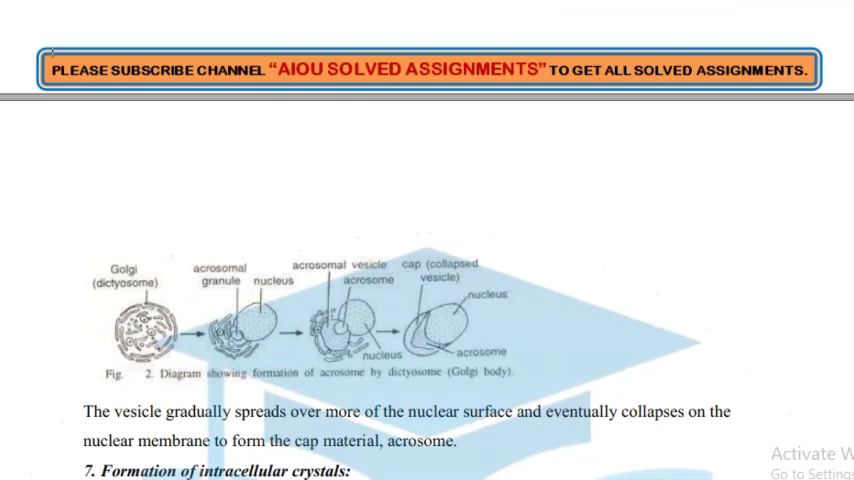 PLEASE SUBSCRIBE CHANNEL “AIOU SOLVED ASSIGNMENTS” TO GET ALL SOLVED ASSIGNMENTS.
Golgi
(dictyosome)
acrosomal
granule
nucleus
acrosomal vesicle
acrosome
cap (collapsed
vesicle)
nucleus
nucleus
acrosome
Fig. 2. Diagram showing formation of acrosome by dictyosome (Golgi body).
The vesicle gradually spreads over more of the nuclear surface and eventually collapses on the
nuclear membrane to form the cap material, acrosome.
7. Formation of intracellular crystals:
Activate W
Go to Settings